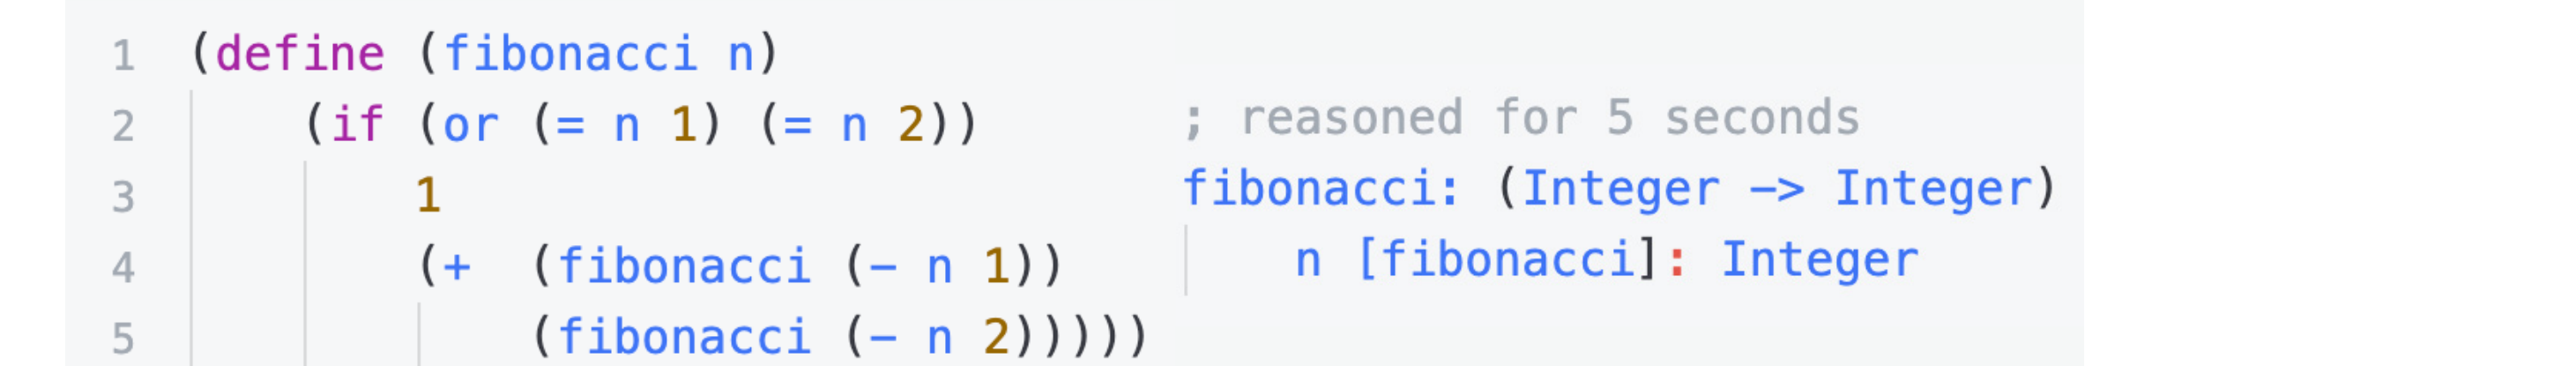 1 (define (fibonacci n)
2     (if (or (= n 1) (= n 2))
3         1
4         (+  (fibonacci (- n 1))
5             (fibonacci (- n 2)))))
; reasoned for 5 seconds
fibonacci: (Integer -> Integer)
    n [fibonacci]: Integer